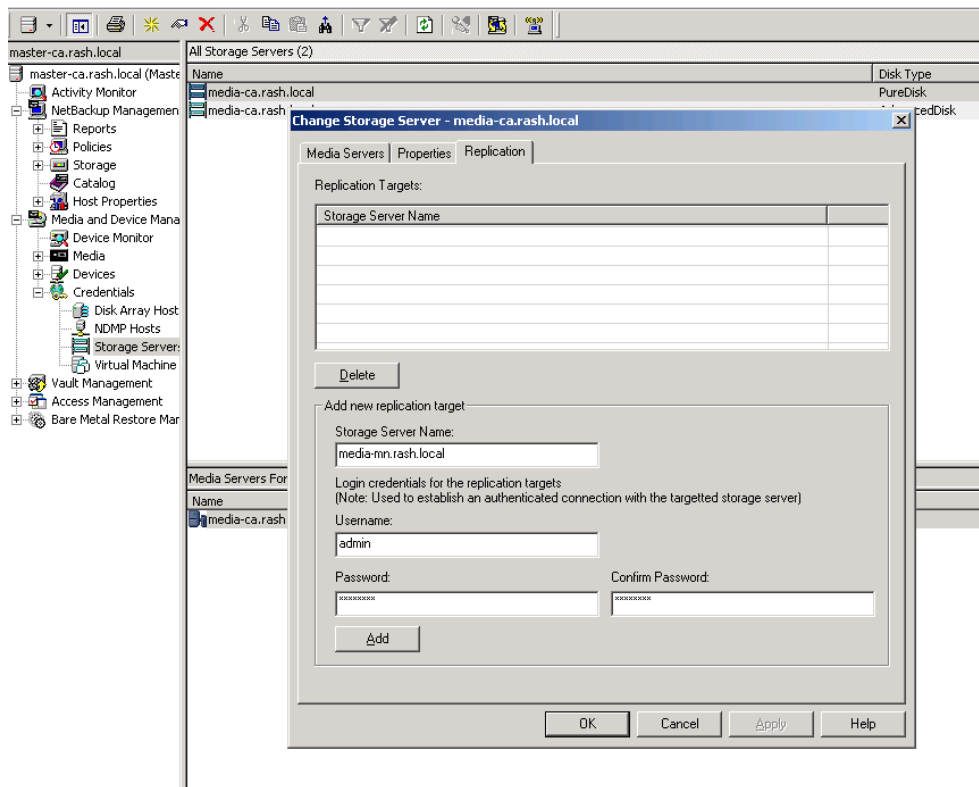 master-ca.rash.local
All Storage Servers (2)
master-ca.rash.local (Maste
Activity Monitor
NetBackup Managemen
Reports
Policies
Storage
Catalog
Host Properties
Media and Device Mana
Device Monitor
Media
Devices
Credentials
Disk Array Host
NDMP Hosts
Storage Server
Virtual Machine
Vault Management
Access Management
Bare Metal Restore Mar
Name Disk Type
media-ca.rash.local PureDisk
media-ca.rash
Change Storage Server - media-ca.rash.local
Media Servers Properties Replication
Replication Targets:
Storage Server Name
Delete
Add new replication target
Storage Server Name:
media-mn.rash.local
Login credentials for the replication targets
(Note: Used to establish an authenticated connection with the targetted storage server)
Username:
admin
Password: Confirm Password:
×××××××× ××××××××
Add
OK Cancel Apply Help
Media Servers For
Name
media-ca.rash